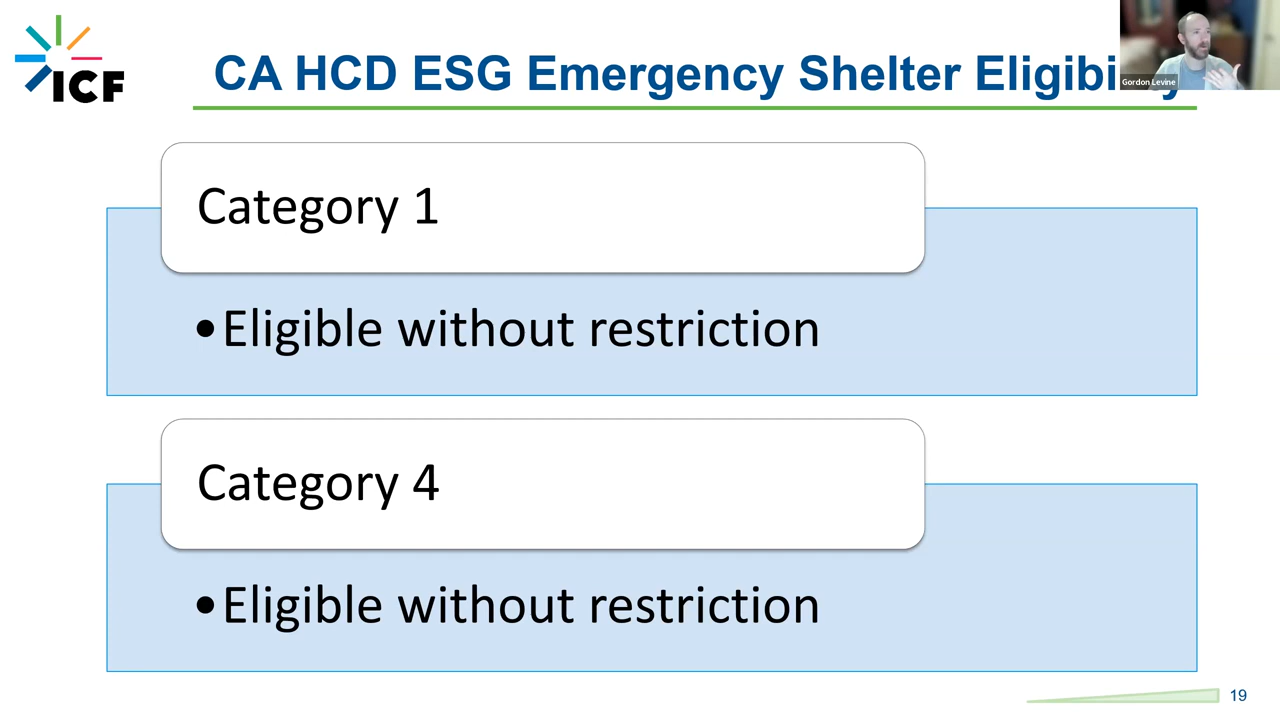 ICF
CA HCD ESG Emergency Shelter
Gordon Levine
Category 1
•Eligible without restriction
Category 4
•Eligible without restriction
19